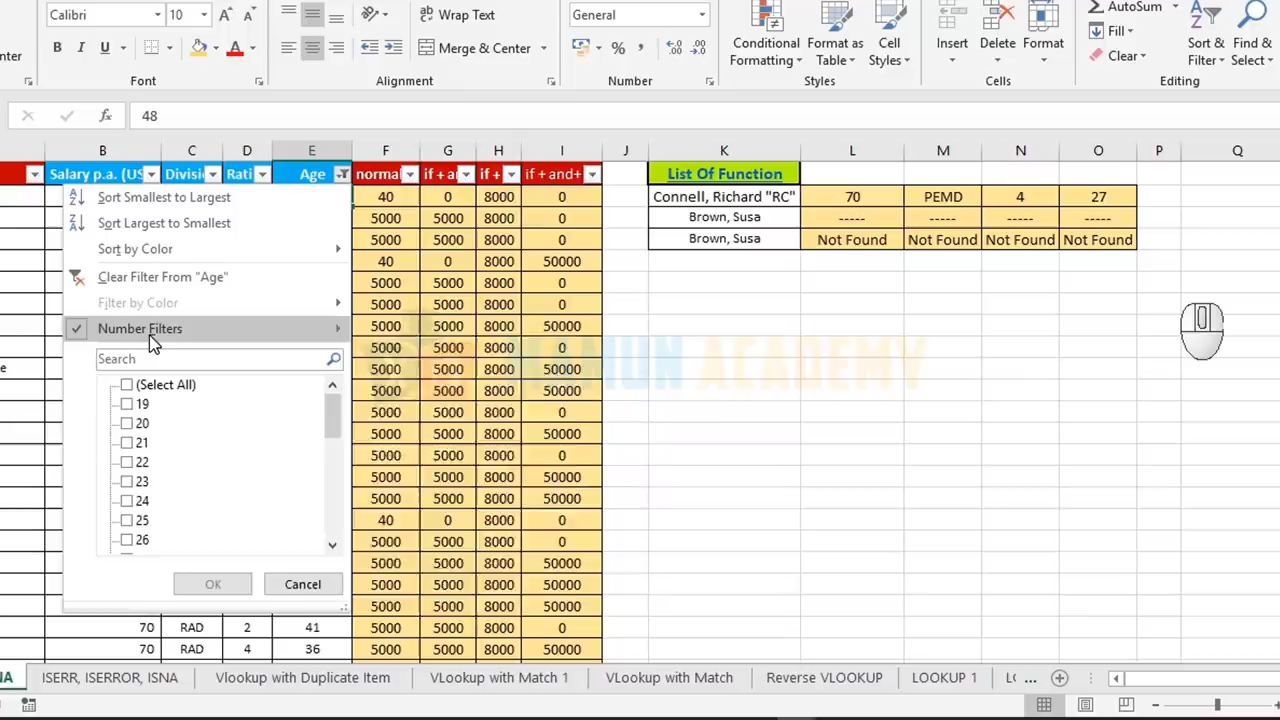 Calibri 10 Wrap Text General AutoSum
nter B I U Merge & Center % Conditional Formatting Format as Table Cell Styles Insert Delete Format Fill Clear Sort & Filter Find & Select
Font Alignment Number Styles Cells Editing
fx 48
B C D E F G H I J K L M N O P Q
Salary p.a. (US Divisi Rati Age norma if + a if + if + and+ List Of Function
Sort Smallest to Largest 40 0 8000 0 Connell, Richard "RC" 70 PEMD 4 27
Sort Largest to Smallest 5000 5000 8000 0 Brown, Susa ----- ----- ----- -----
Sort by Color 5000 5000 8000 0 Brown, Susa Not Found Not Found Not Found Not Found
40 0 8000 50000
Clear Filter From "Age" 5000 5000 8000 0
Filter by Color 5000 5000 8000 0
Number Filters 5000 5000 8000 50000
5000 5000 8000 0
Search 5000 5000 8000 50000
MAMUN ACADEMY
(Select All) 5000 5000 8000 50000
19 5000 5000 8000 0
20 5000 5000 8000 50000
21 5000 5000 8000 0
22 5000 5000 8000 50000
23 5000 5000 8000 50000
24 40 0 8000 0
25 5000 5000 8000 0
26 5000 5000 8000 50000
OK Cancel 5000 5000 8000 50000
5000 5000 8000 50000
70 RAD 2 41 5000 5000 8000 0
70 RAD 4 36 5000 5000 8000 50000
NA ISERR, ISERROR, ISNA Vlookup with Duplicate Item VLookup with Match 1 VLookup with Match Reverse VLOOKUP LOOKUP 1 LO ...